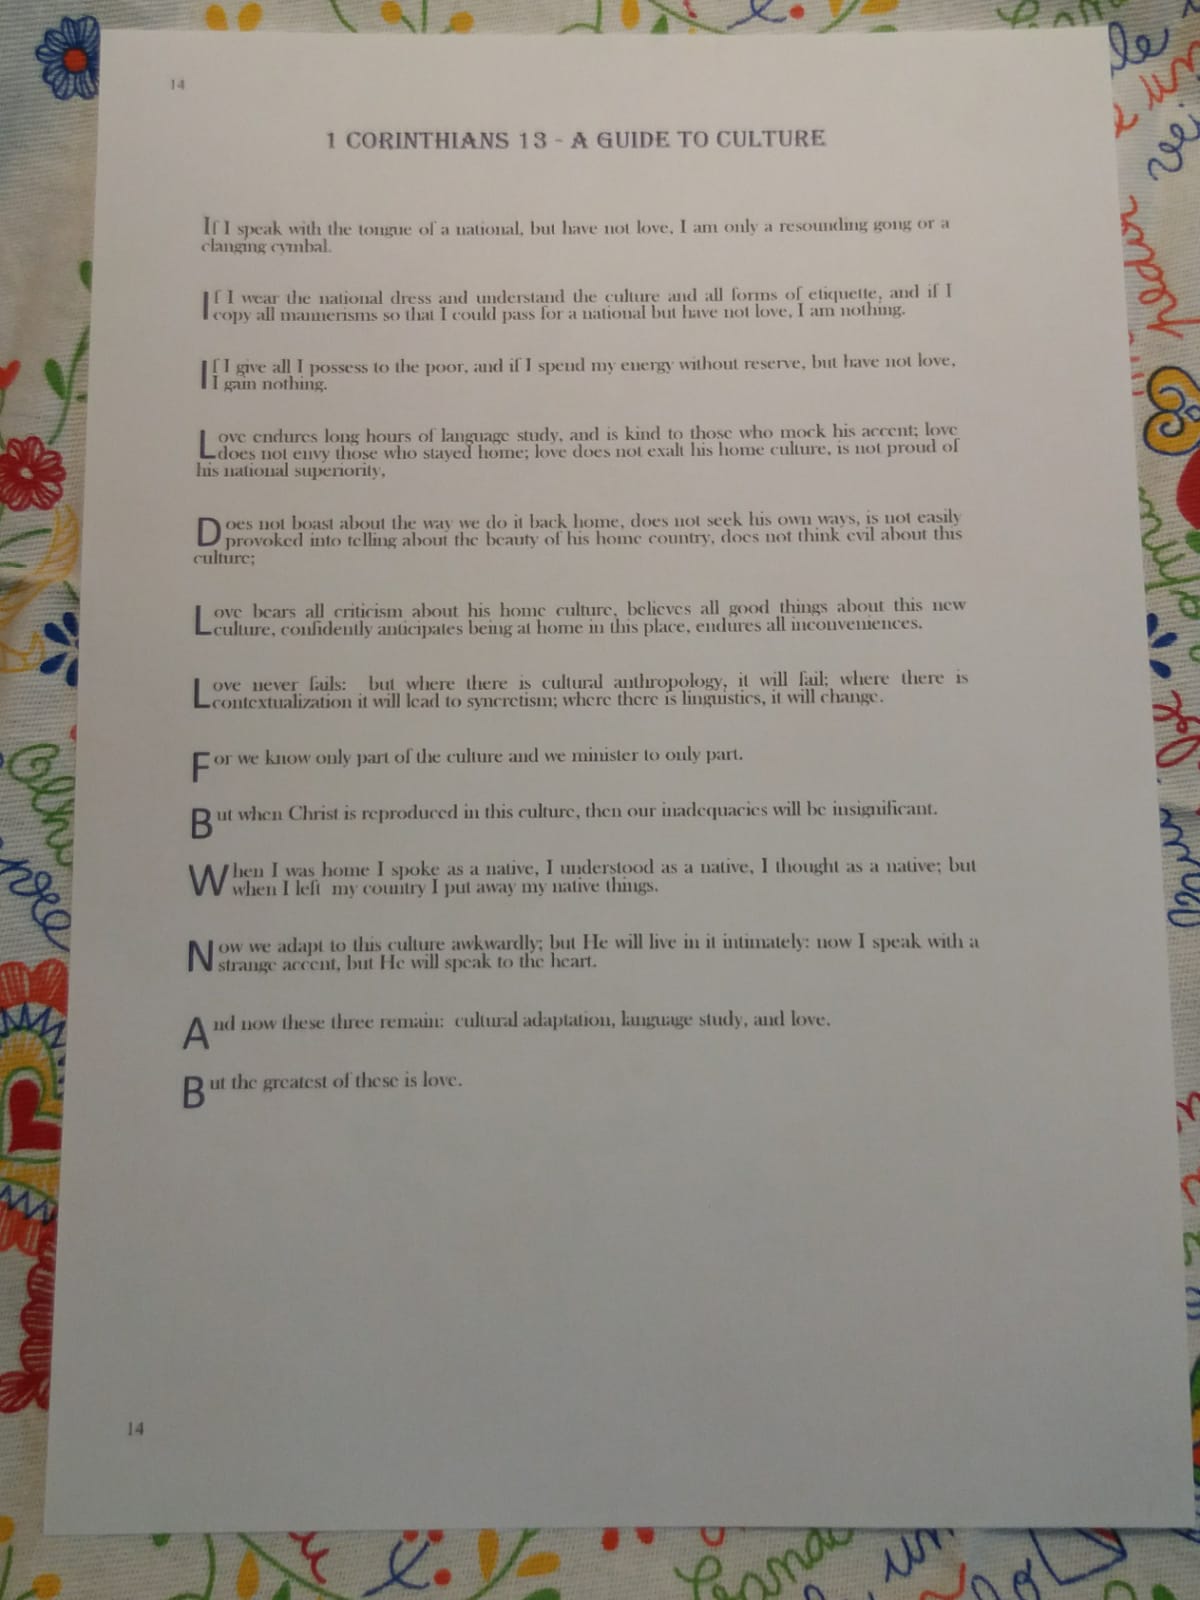 14
1 CORINTHIANS 13 - A GUIDE TO CULTURE
If I speak with the tongue of a national, but have not love, I am only a resounding gong or a
clanging cymbal.
If I wear the national dress and understand the culture and all forms of etiquette, and if I
copy all mannerisms so that I could pass for a national but have not love, I am nothing.
If I give all I possess to the poor, and if I spend my energy without reserve, but have not love,
I gain nothing.
Love endures long hours of language study, and is kind to those who mock his accent; love
does not envy those who stayed home; love does not exalt his home culture, is not proud of
his national superiority,
Does not boast about the way we do it back home, does not seek his own ways, is not easily
provoked into telling about the beauty of his home country, does not think evil about this
culture;
Love bears all criticism about his home culture, believes all good things about this new
culture, confidently anticipates being at home in this place, endures all inconveniences.
Love never fails: but where there is cultural anthropology, it will fail; where there is
contextualization it will lead to syncretism; where there is linguistics, it will change.
For we know only part of the culture and we minister to only part.
But when Christ is reproduced in this culture, then our inadequacies will be insignificant.
When I was home I spoke as a native, I understood as a native, I thought as a native; but
when I left my country I put away my native things.
Now we adapt to this culture awkwardly; but He will live in it intimately: now I speak with a
strange accent, but He will speak to the heart.
And now these three remain: cultural adaptation, language study, and love.
But the greatest of these is love.
14